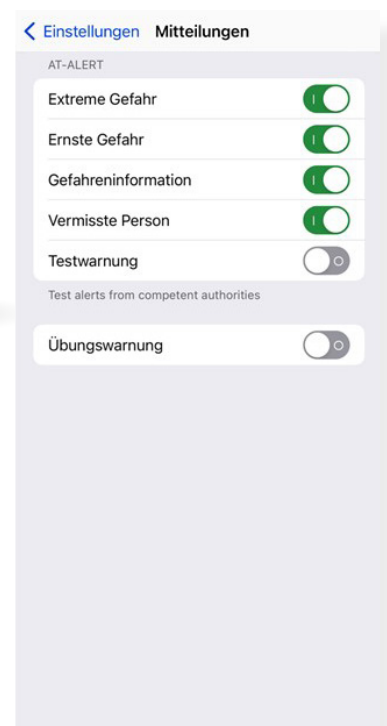 Einstellungen Mitteilungen
AT-ALERT
Extreme Gefahr
Ernste Gefahr
Gefahreninformation
Vermisste Person
Testwarnung
Test alerts from competent authorities
Übungswarnung